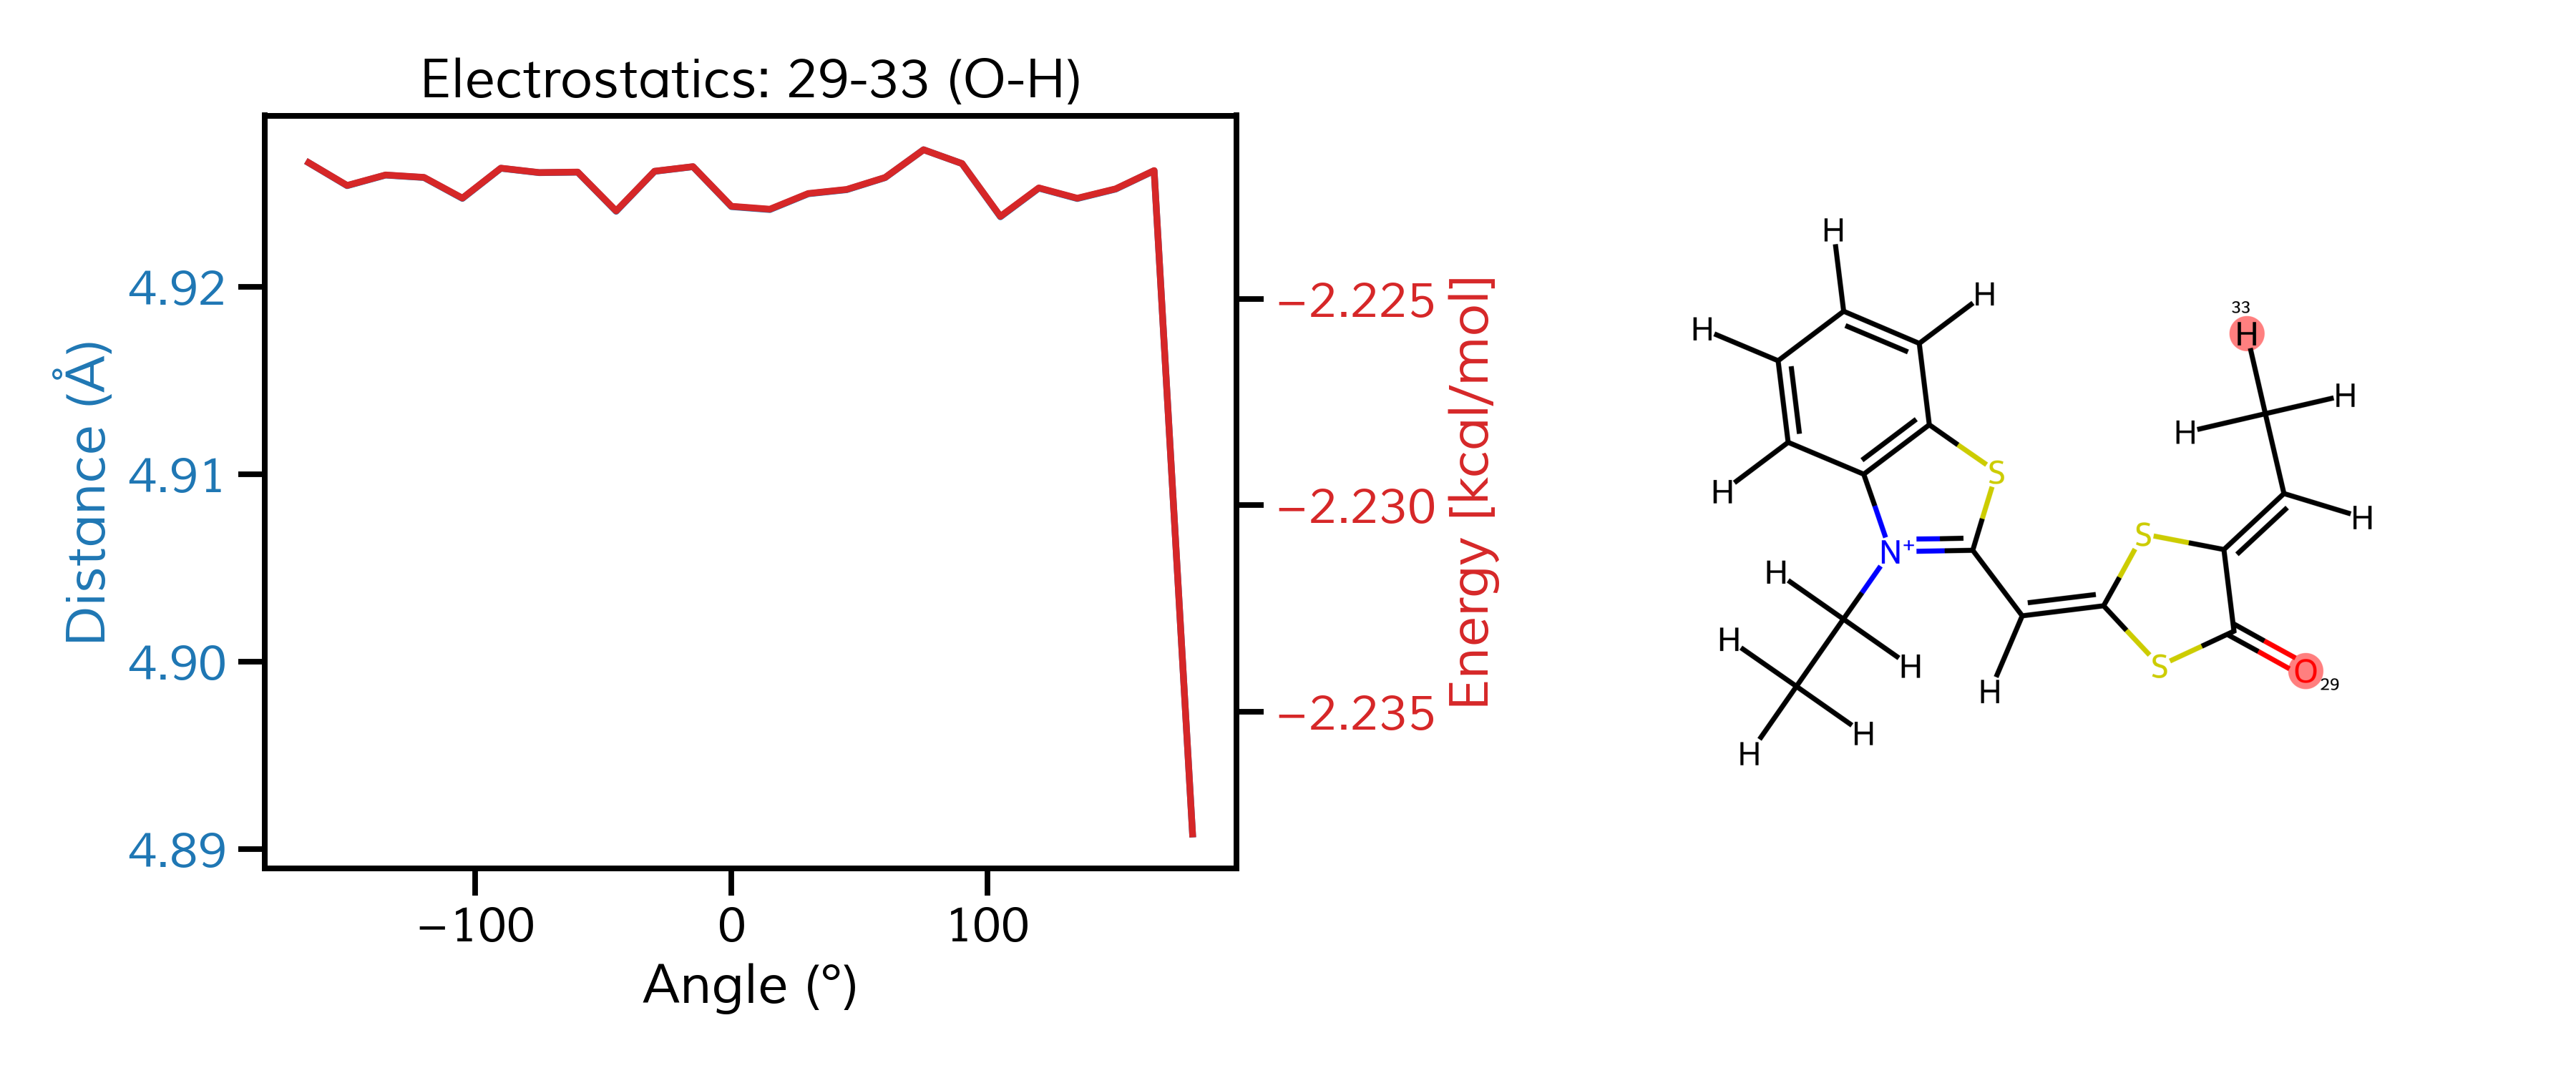 Electrostatics: 29-33 (O-H)
4.92
4.91
4.90
4.89
Distance (Å)
−100
0
100
Angle (°)
−2.225
−2.230
−2.235
Energy [kcal/mol]
H
H
H
H
S
N+
H
H
H
H
H
H
33
H
H
H
H
S
S
O
29